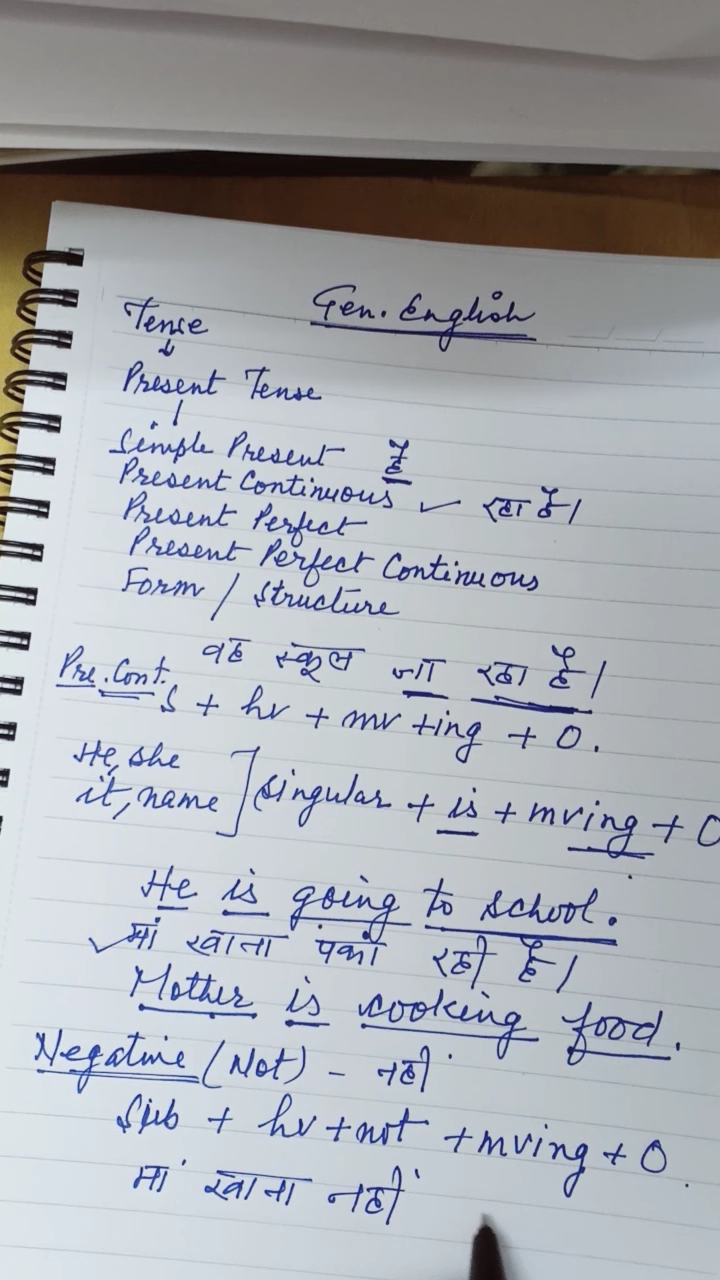 Gen. English
Tense
↓
Present Tense
Simple Present है
Present Continuous ✓ रहा है।
Present Perfect
Present Perfect Continuous
Form / Structure
वह स्कूल जा रहा है।
Pre. Cont. S + hv + mv + ing + O.
He, she
it, name ] (singular + is + mving + O
He is going to school.
✓ मां खाना पका रही है।
Mother is cooking food.
Negative (Not) - नहीं
Sub + hv + not + mving + O.
मां खाना नहीं